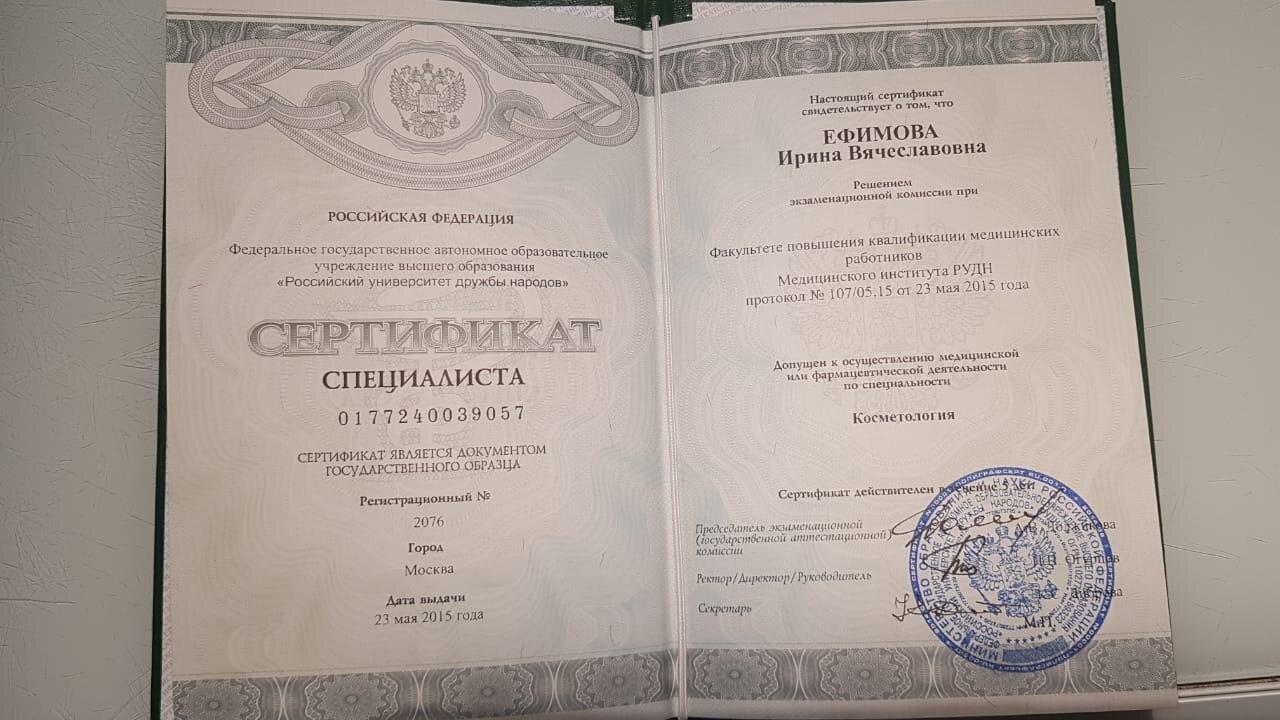 РОССИЙСКАЯ ФЕДЕРАЦИЯ
Федеральное государственное автономное образовательное
учреждение высшего образования
«Российский университет дружбы народов»
СЕРТИФИКАТ
СПЕЦИАЛИСТА
0177240039057
СЕРТИФИКАТ ЯВЛЯЕТСЯ ДОКУМЕНТОМ
ГОСУДАРСТВЕННОГО ОБРАЗЦА
Регистрационный №
2076
Город
Москва
Дата выдачи
23 мая 2015 года
Настоящий сертификат
свидетельствует о том, что
ЕФИМОВА
Ирина Вячеславовна
Решением
экзаменационной комиссии при
Факультете повышения квалификации медицинских
работников
Медицинского института РУДН
протокол № 107/05.15 от 23 мая 2015 года
Допущен к осуществлению медицинской
или фармацевтической деятельности
по специальности
Косметология
Сертификат действителен в течение 5 лет
Председатель экзаменационной
(государственной аттестационной)
комиссии
Ректор/Директор/Руководитель
Секретарь
М.П.